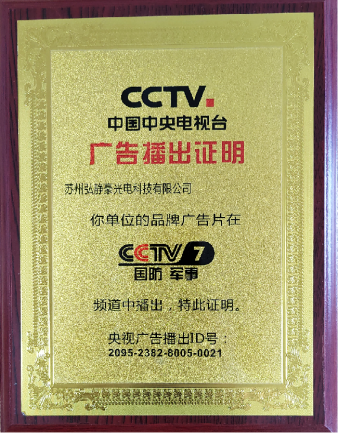 CCTV.
中国中央电视台
广告播出证明
苏州弘静豪光电科技有限公司
你单位的品牌广告片在
CCTV 7
国防 军事
频道中播出，特此证明。
央视广告播出ID号：
2095-2382-8005-0021